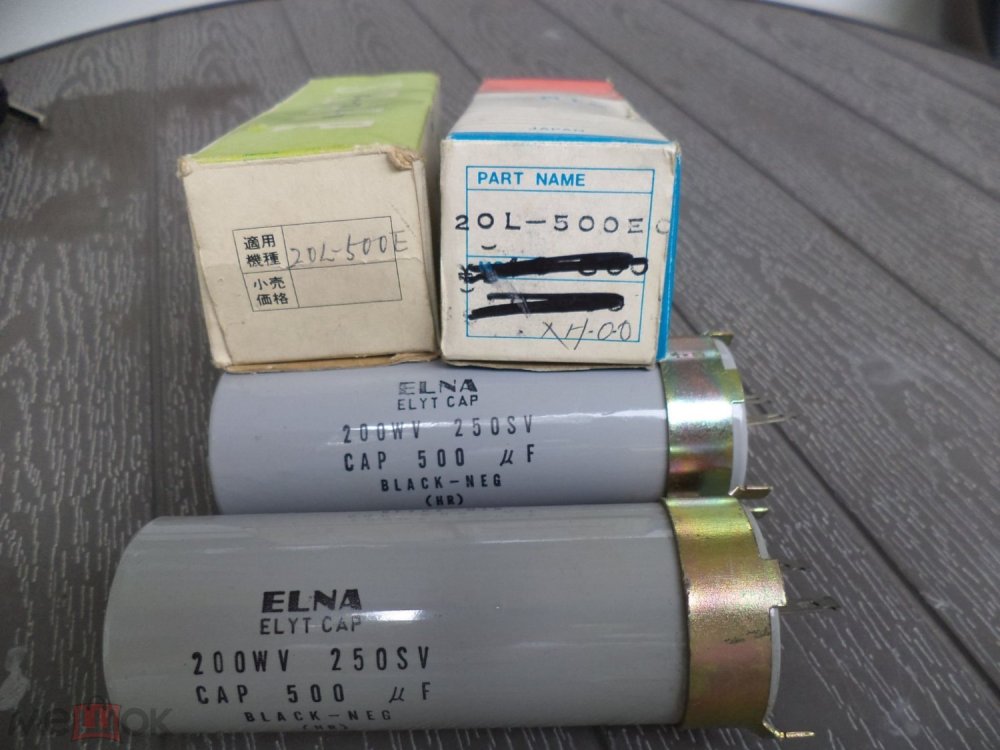 JAPAN
適用
機種
20L-500E
小売
価格
PART NAME
20L-500E
XH-00
ELNA
ELYT CAP
200WV 250SV
CAP 500 μF
BLACK-NEG
(HR)
ELNA
ELYT CAP
200WV 250SV
CAP 500 μF
BLACK-NEG
(HR)